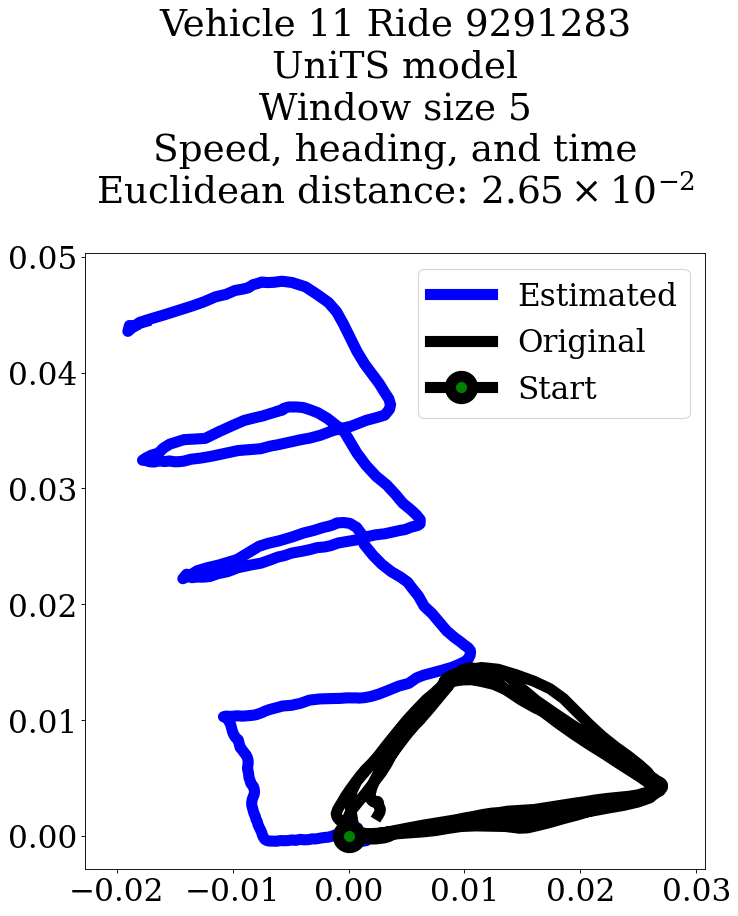 Vehicle 11 Ride 9291283
UniTS model
Window size 5
Speed, heading, and time
Euclidean distance: 2.65 × 10⁻²
0.05
0.04
0.03
0.02
0.01
0.00
Estimated
Original
Start
−0.02 −0.01 0.00 0.01 0.02 0.03